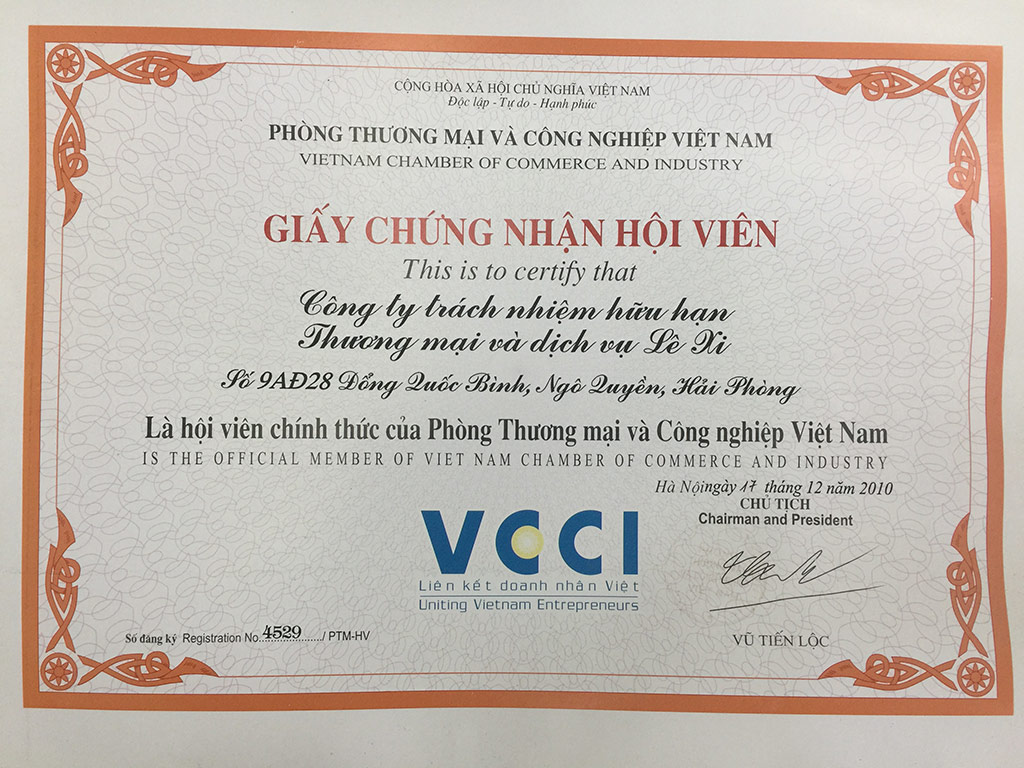 CỘNG HÒA XÃ HỘI CHỦ NGHĨA VIỆT NAM
Độc lập - Tự do - Hạnh phúc
PHÒNG THƯƠNG MẠI VÀ CÔNG NGHIỆP VIỆT NAM
VIETNAM CHAMBER OF COMMERCE AND INDUSTRY
GIẤY CHỨNG NHẬN HỘI VIÊN
This is to certify that
Công ty trách nhiệm hữu hạn
Thương mại và dịch vụ Lê Xi
Số 9AĐ28 Đổng Quốc Bình, Ngô Quyền, Hải Phòng
Là hội viên chính thức của Phòng Thương mại và Công nghiệp Việt Nam
IS THE OFFICIAL MEMBER OF VIET NAM CHAMBER OF COMMERCE AND INDUSTRY
Hà Nội ngày 17 tháng 12 năm 2010
CHỦ TỊCH
Chairman and President
VCCI
Liên kết doanh nhân Việt
Uniting Vietnam Entrepreneurs
Số đăng ký Registration No. 4529 ....../ PTM-HV
VŨ TIẾN LỘC